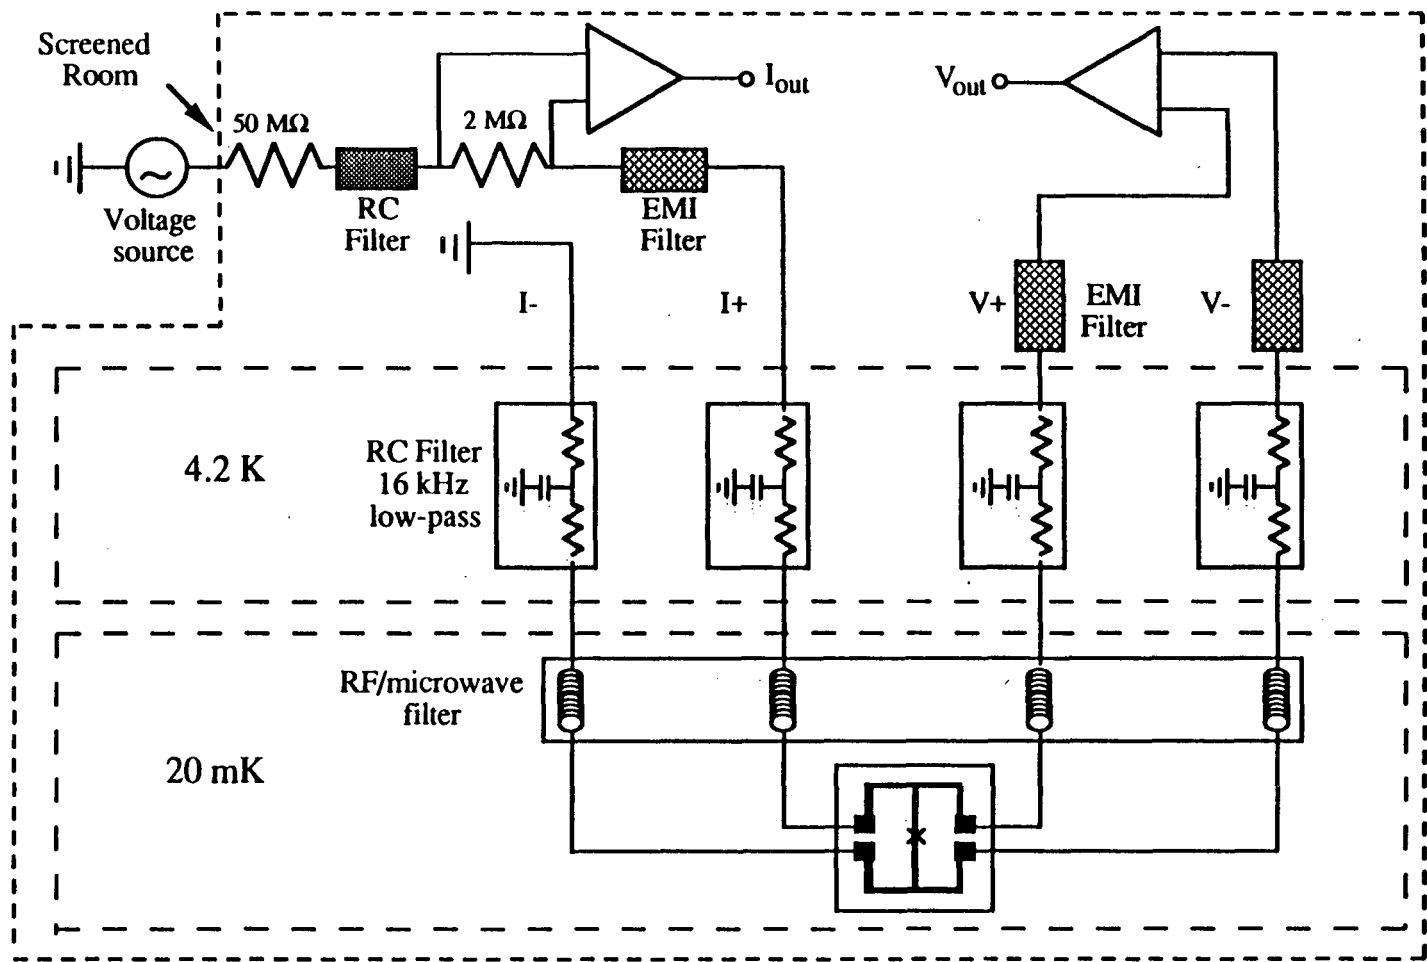 Screened
Room
50 MΩ
2 MΩ
I_out
V_out
Voltage
source
RC
Filter
EMI
Filter
I-
I+
V+
EMI
Filter
V-
4.2 K
RC Filter
16 kHz
low-pass
RF/microwave
filter
20 mK